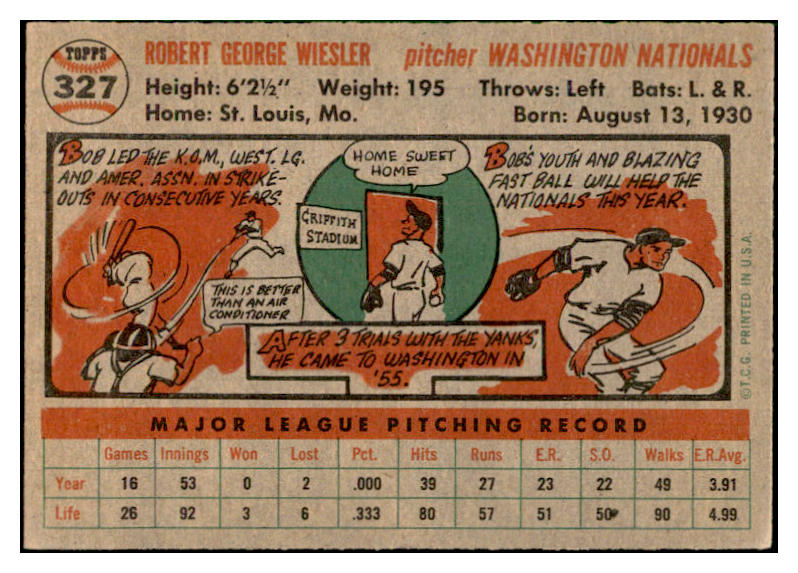 TOPPS
327
ROBERT GEORGE WIESLER pitcher WASHINGTON NATIONALS
Height: 6'2½" Weight: 195 Throws: Left Bats: L. & R.
Home: St. Louis, Mo. Born: August 13, 1930
BOB LED THE K.O.M., WEST. LG.
AND AMER. ASSN. IN STRIKE-
OUTS IN CONSECUTIVE YEARS.
THIS IS BETTER
THAN AN AIR
CONDITIONER
HOME SWEET
HOME
GRIFFITH
STADIUM
AFTER 3 TRIALS WITH THE YANKS,
HE CAME TO WASHINGTON IN
'55.
BOB'S YOUTH AND BLAZING
FAST BALL WILL HELP THE
NATIONALS THIS YEAR.
©T.C.G. PRINTED IN U.S.A.
MAJOR LEAGUE PITCHING RECORD
Games Innings Won Lost Pct. Hits Runs E.R. S.O. Walks E.R.Avg.
Year 16 53 0 2 .000 39 27 23 22 49 3.91
Life 26 92 3 6 .333 80 57 51 50 90 4.99